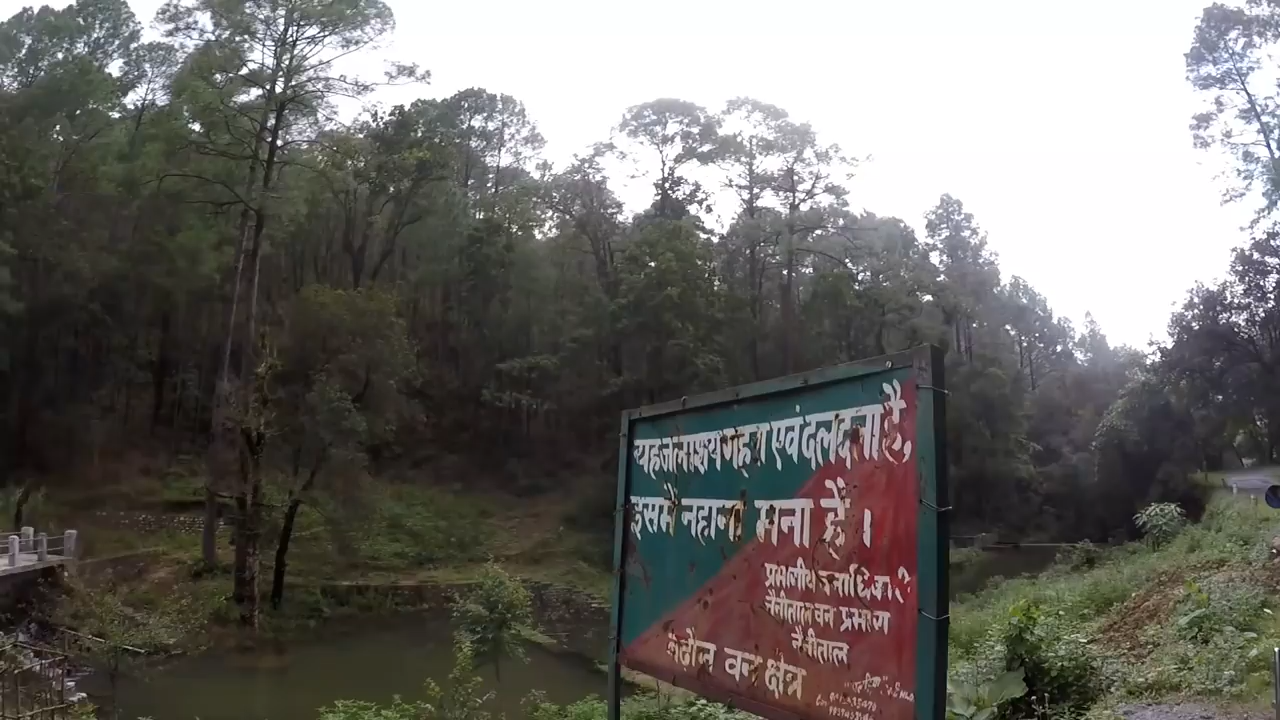 यह जलाशय गहरा एवं दलदला है,
इसमें नहाना मना हैं।
प्रभागीय वनाधिकारी
नैनीताल वन प्रभाग
नैनीताल
वन क्षेत्र